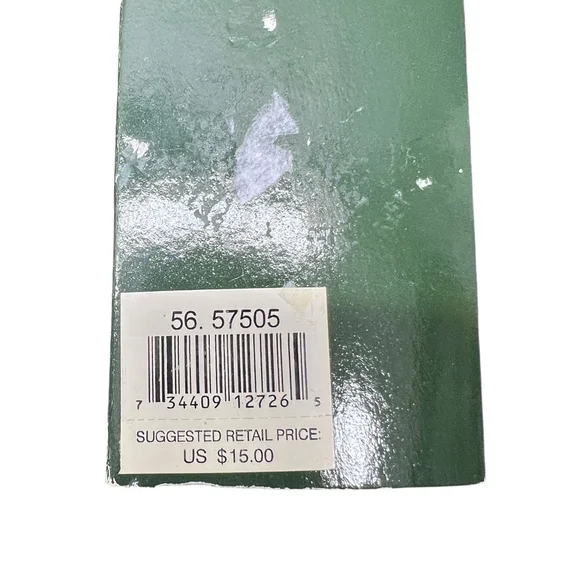 56. 57505
7 34409 12726 5
SUGGESTED RETAIL PRICE:
US $15.00